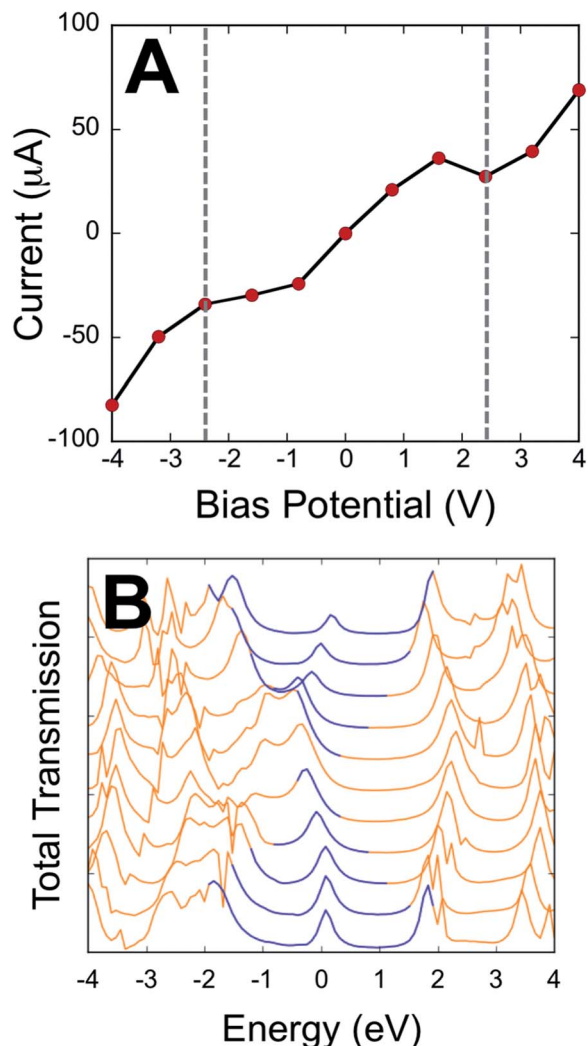 A
100
50
0
-50
-100
Current (μA)
-4 -3 -2 -1 0 1 2 3 4
Bias Potential (V)
B
Total Transmission
-4 -3 -2 -1 0 1 2 3 4
Energy (eV)